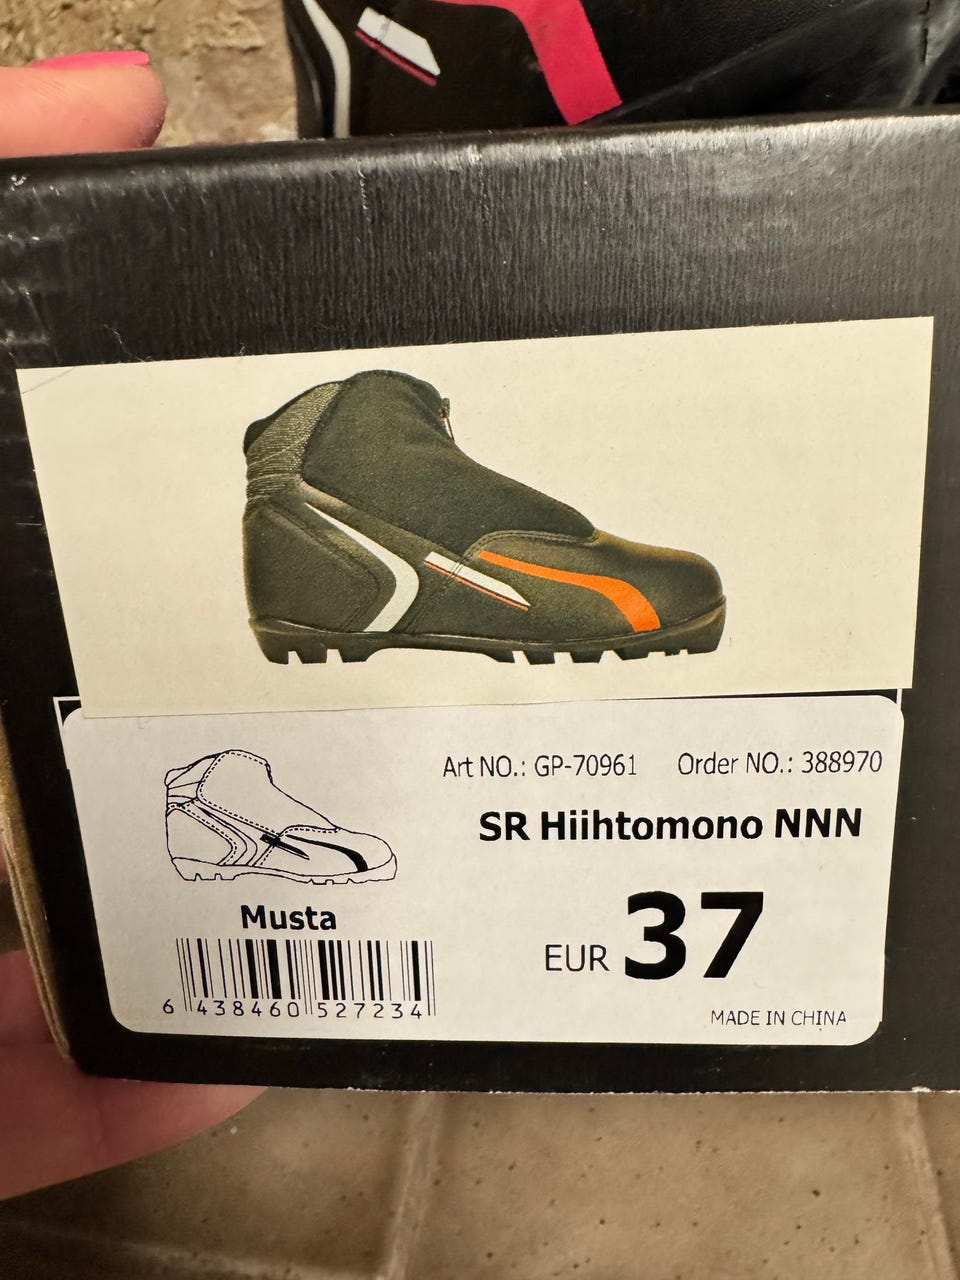 Art NO.: GP-70961 Order NO.: 388970
SR Hiihtomono NNN
Musta
EUR 37
6 438460 527234
MADE IN CHINA